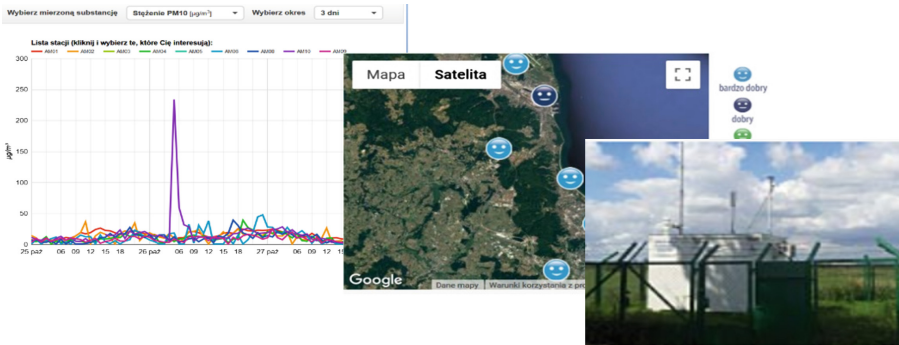 Wybierz mierzoną substancję Stężenie PM10 [µg/m³] Wybierz okres 3 dni
Lista stacji (kliknij i wybierz te, które Cię interesują):
AM01 AM02 AM03 AM04 AM05 AM06 AM08 AM10 AM09
300
250
200
150
100
50
0
µg/m³
25 paź 06 09 12 15 18 21 26 paź 06 09 12 15 18 21 27 paź 06 09 12
Mapa Satelita
Google
Dane mapy Warunki korzystania z
bardzo dobry
dobry